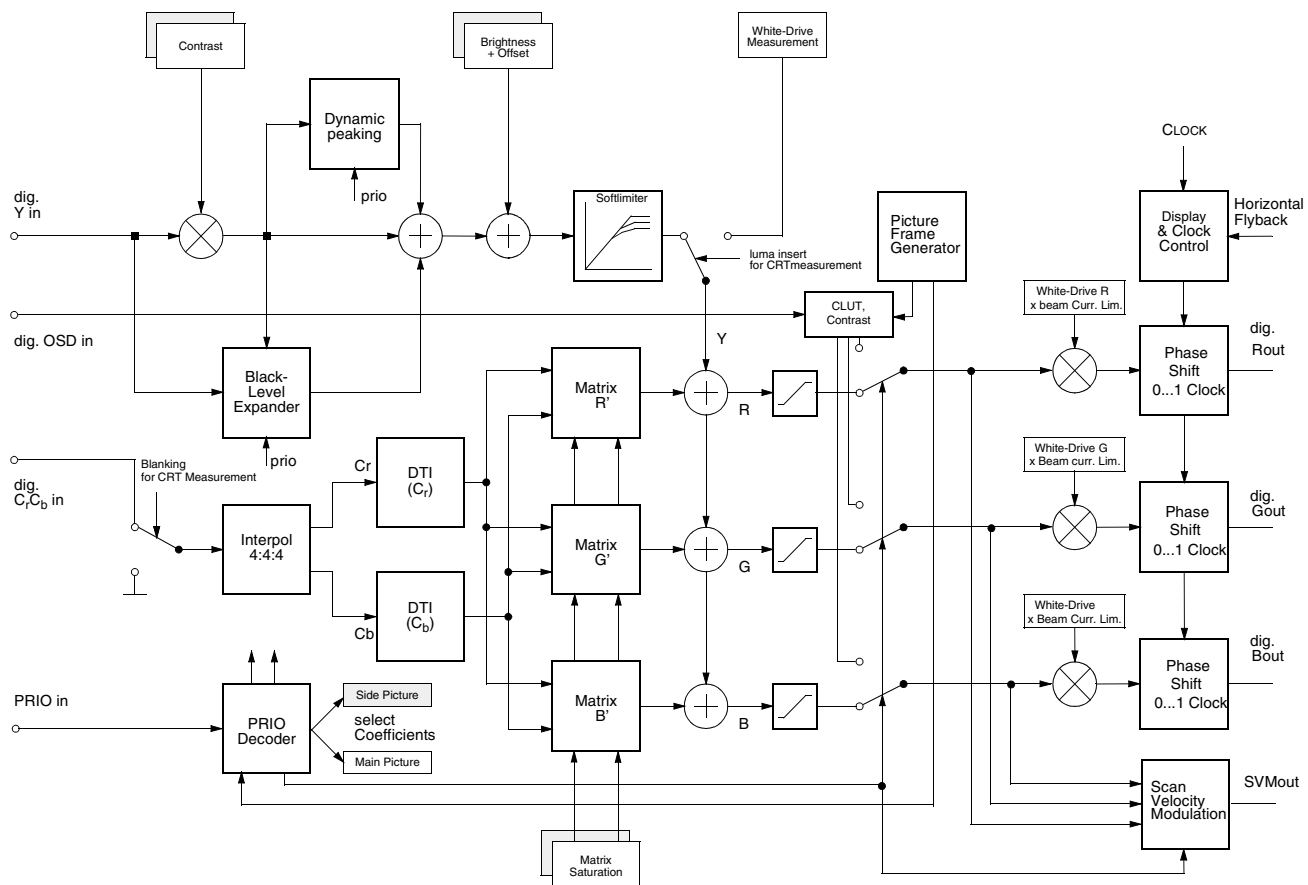 Contrast
Brightness
+ Offset
White-Drive
Measurement
Dynamic
peaking
prio
CLOCK
dig.
Y in
Softlimiter
Picture
Frame
Generator
Display
& Clock
Control
Horizontal
Flyback
luma insert
for CRTmeasurement
White-Drive R
x beam Curr. Lim.
CLUT,
Contrast
dig. OSD in
Y
dig.
Rout
Black-
Level
Expander
Matrix
R'
Phase
Shift
0...1 Clock
R
prio
Blanking
for CRT Measurement
Cr
DTI
(Cr)
White-Drive G
x Beam curr. Lim.
dig.
CrCb in
dig.
Gout
Interpol
4:4:4
Matrix
G'
Phase
Shift
0...1 Clock
G
DTI
(Cb)
Cb
White-Drive
x Beam Curr. Lim.
dig.
Bout
PRIO in
Side Picture
PRIO
Decoder
select
Coefficients
Main Picture
Matrix
B'
B
Phase
Shift
0...1 Clock
Scan
Velocity
Modulation
SVMout
Matrix
Saturation